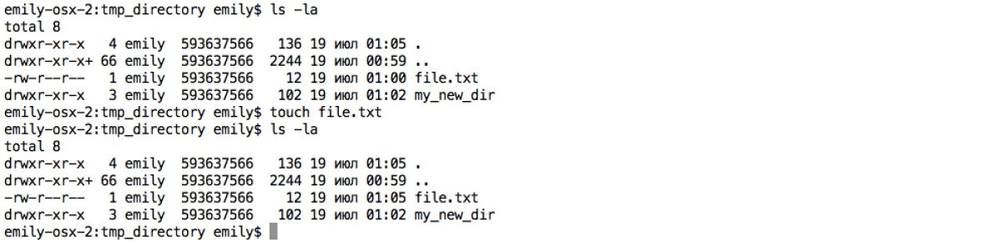 emily-osx-2:tmp_directory emily$ ls -la
total 8
drwxr-xr-x   4 emily  593637566   136 19 июл 01:05 .
drwxr-xr-x+ 66 emily  593637566  2244 19 июл 00:59 ..
-rw-r--r--   1 emily  593637566    12 19 июл 01:00 file.txt
drwxr-xr-x   3 emily  593637566   102 19 июл 01:02 my_new_dir
emily-osx-2:tmp_directory emily$ touch file.txt
emily-osx-2:tmp_directory emily$ ls -la
total 8
drwxr-xr-x   4 emily  593637566   136 19 июл 01:05 .
drwxr-xr-x+ 66 emily  593637566  2244 19 июл 00:59 ..
-rw-r--r--   1 emily  593637566    12 19 июл 01:05 file.txt
drwxr-xr-x   3 emily  593637566   102 19 июл 01:02 my_new_dir
emily-osx-2:tmp_directory emily$